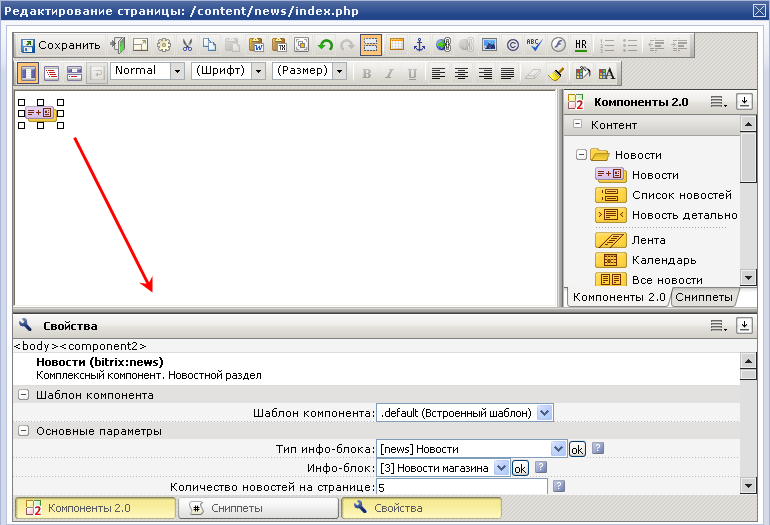 Редактирование страницы: /content/news/index.php
Сохранить
ABC
HR
Normal
(Шрифт)
(Размер)
B I U
A
Компоненты 2.0
Контент
Новости
Новости
Список новостей
Новость детально
Лента
Календарь
Все новости
Компоненты 2.0
Сниппеты
Свойства
<body><component2>
Новости (bitrix:news)
Комплексный компонент. Новостной раздел
Шаблон компонента
Шаблон компонента: .default (Встроенный шаблон)
Основные параметры
Тип инфо-блока: [news] Новости ok ?
Инфо-блок: [3] Новости магазина ok ?
Количество новостей на странице: 5 ?
2 Компоненты 2.0
# Сниппеты
Свойства